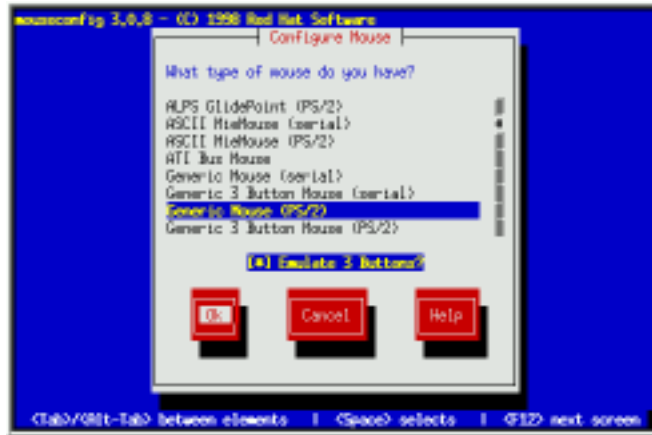 mouseconfig 3.0.8 - (C) 1998 Red Hat Software
Configure Mouse
What type of mouse do you have?
ALPS GlidePoint (PS/2)
ASCII MieMouse (serial)
ASCII MieMouse (PS/2)
ATI Bus Mouse
Generic Mouse (serial)
Generic 3 Button Mouse (serial)
Generic Mouse (PS/2)
Generic 3 Button Mouse (PS/2)
[*] Emulate 3 Buttons?
Ok Cancel Help
<Tab>/<Alt-Tab> between elements | <Space> selects | <F12> next screen